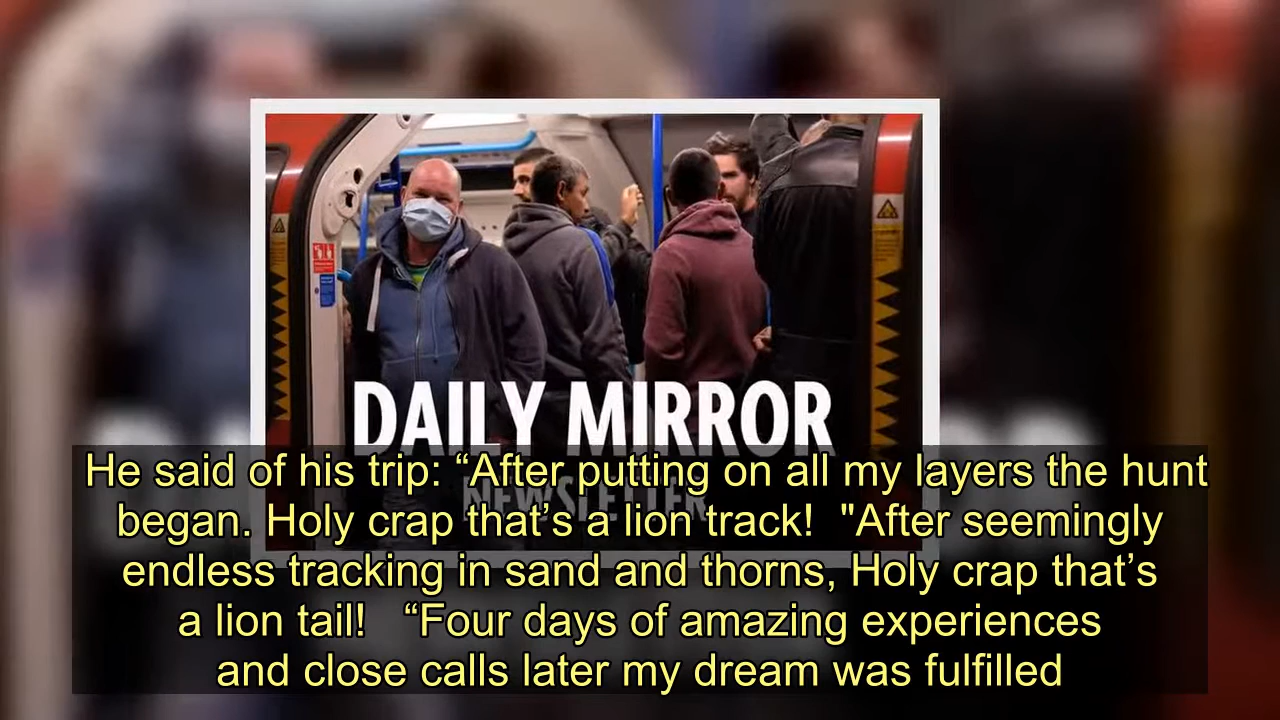 DAILY MIRROR
NEWSLETTER
He said of his trip: “After putting on all my layers the hunt
began. Holy crap that’s a lion track!  "After seemingly
endless tracking in sand and thorns, Holy crap that’s
a lion tail!   “Four days of amazing experiences
and close calls later my dream was fulfilled